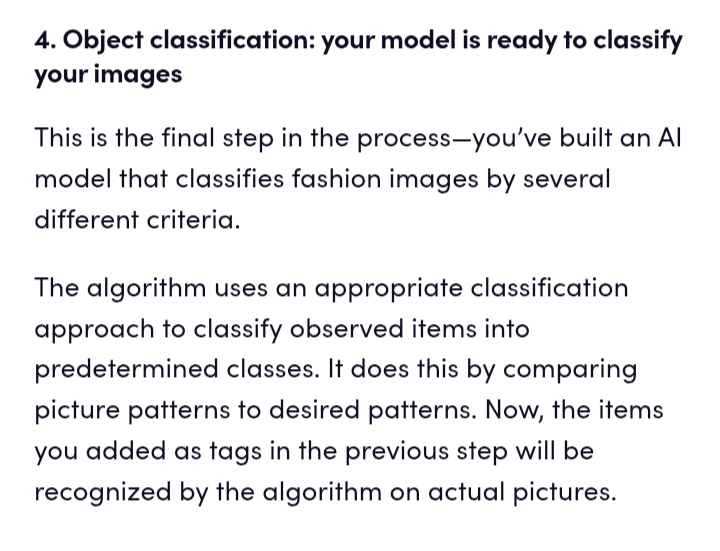 4. Object classification: your model is ready to classify
your images
This is the final step in the process—you’ve built an AI
model that classifies fashion images by several
different criteria.
The algorithm uses an appropriate classification
approach to classify observed items into
predetermined classes. It does this by comparing
picture patterns to desired patterns. Now, the items
you added as tags in the previous step will be
recognized by the algorithm on actual pictures.